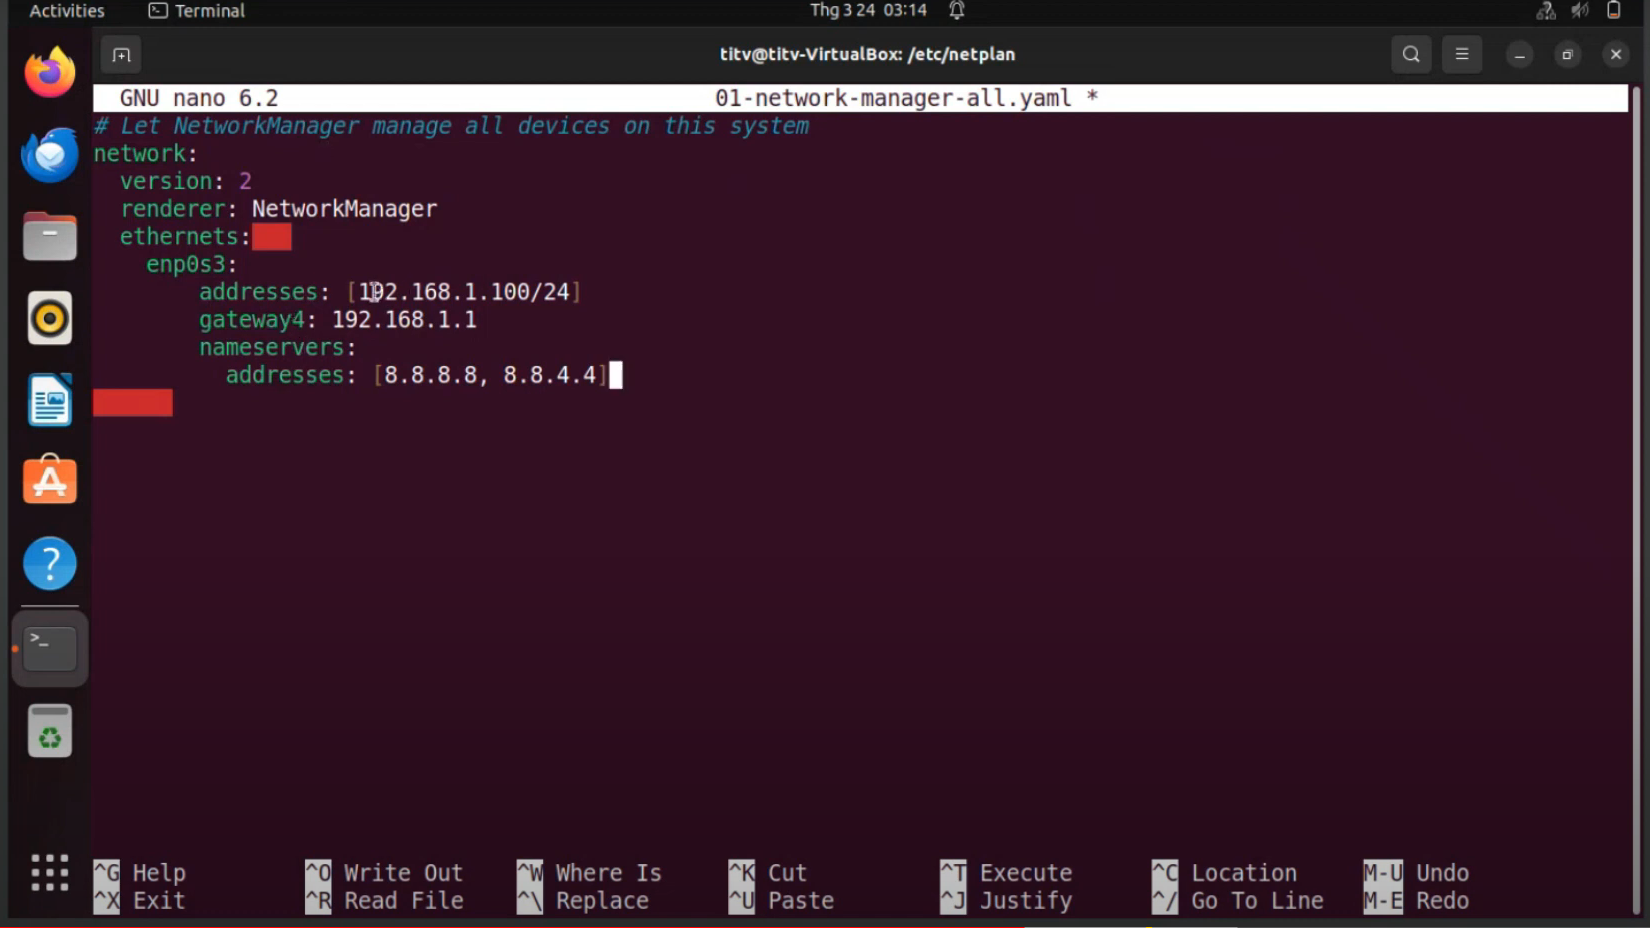 Activities Terminal Thg 3 24 03:14
titv@titv-VirtualBox: /etc/netplan
GNU nano 6.2 01-network-manager-all.yaml *
# Let NetworkManager manage all devices on this system
network:
  version: 2
  renderer: NetworkManager
  ethernets:
    enp0s3:
        addresses: [192.168.1.100/24]
        gateway4: 192.168.1.1
        nameservers:
          addresses: [8.8.8.8, 8.8.4.4]
^G Help ^O Write Out ^W Where Is ^K Cut ^T Execute ^C Location M-U Undo
^X Exit ^R Read File ^\ Replace ^U Paste ^J Justify ^/ Go To Line M-E Redo